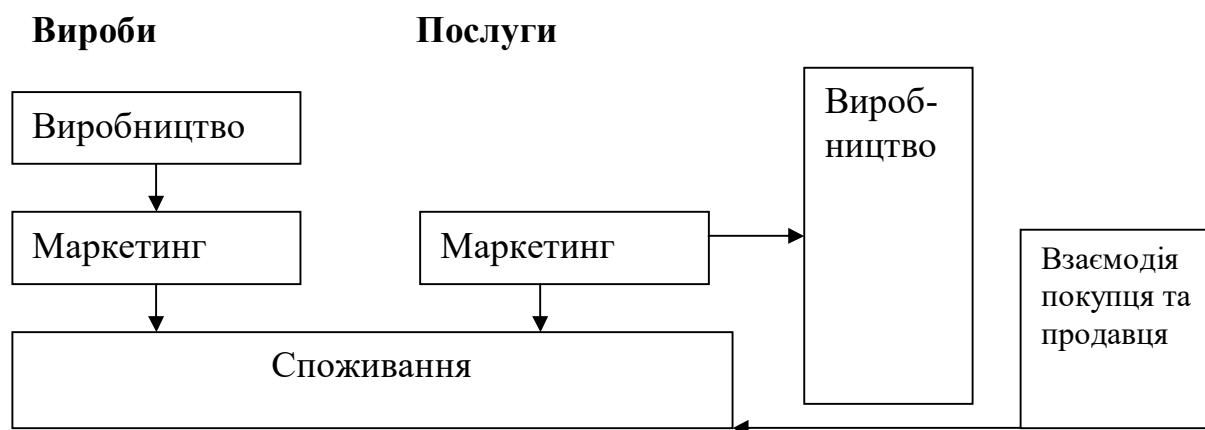 Вироби
Послуги
Вироб-
ництво
Виробництво
Маркетинг
Маркетинг
Взаємодія
покупця та
продавця
Споживання